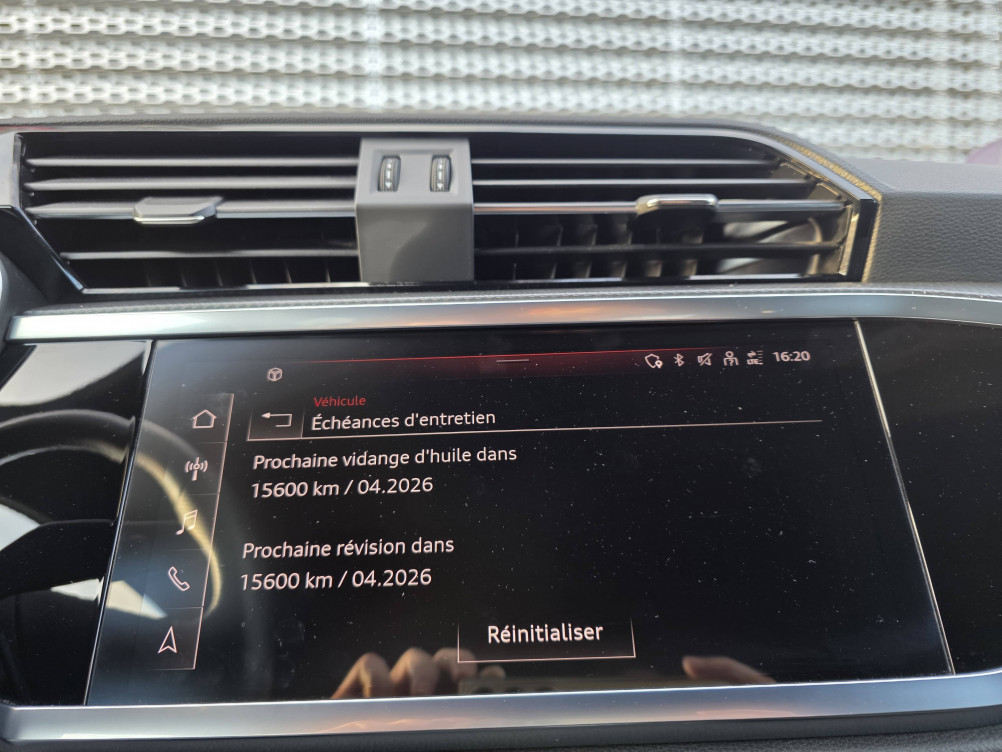 16:20
Véhicule
Échéances d'entretien
Prochaine vidange d'huile dans
15600 km / 04.2026
Prochaine révision dans
15600 km / 04.2026
Réinitialiser